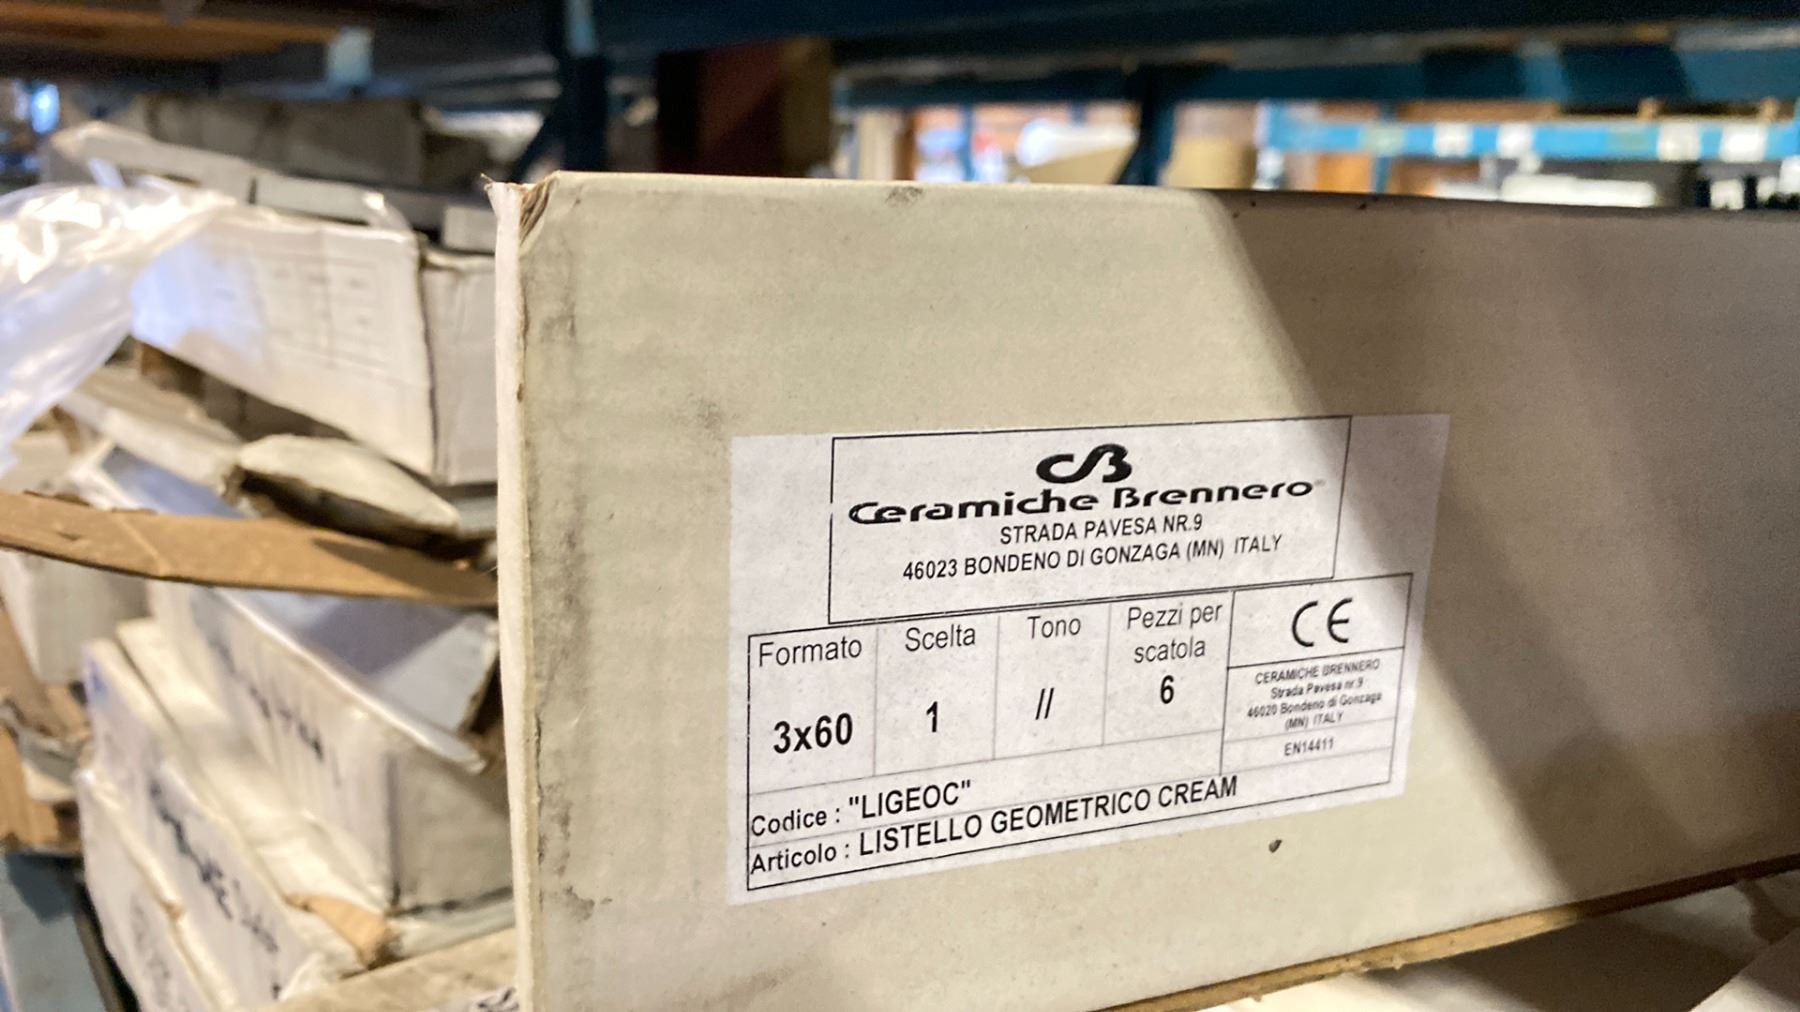 CB
Ceramiche Brennero®
STRADA PAVESA NR.9
46023 BONDENO DI GONZAGA (MN) ITALY
Formato
Scelta
Tono
Pezzi per
scatola
3x60
1
//
6
CE
CERAMICHE BRENNERO
Strada Pavesa nr.9
46020 Bondeno di Gonzaga
(MN) ITALY
EN14411
Codice : "LIGEOC"
Articolo : LISTELLO GEOMETRICO CREAM